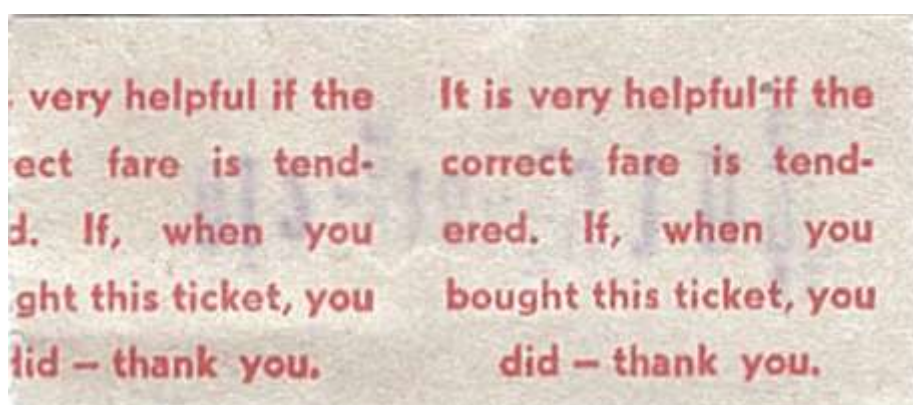 very helpful if the
ect fare is tend-
d. If, when you
ght this ticket, you
did – thank you.
It is very helpful if the
correct fare is tend-
ered. If, when you
bought this ticket, you
did – thank you.